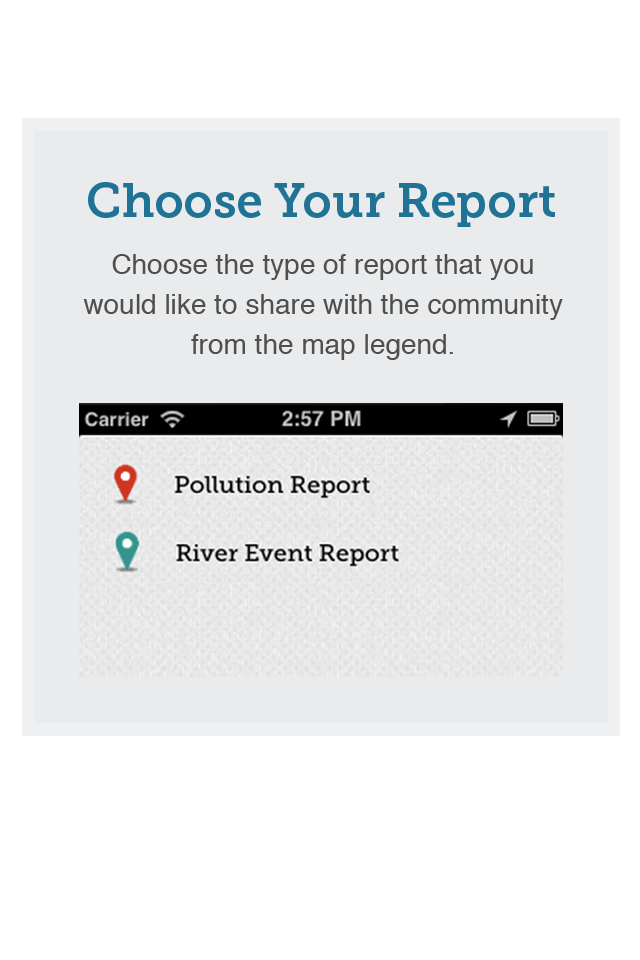 Choose Your Report
Choose the type of report that you
would like to share with the community
from the map legend.
Carrier 2:57 PM
Pollution Report
River Event Report